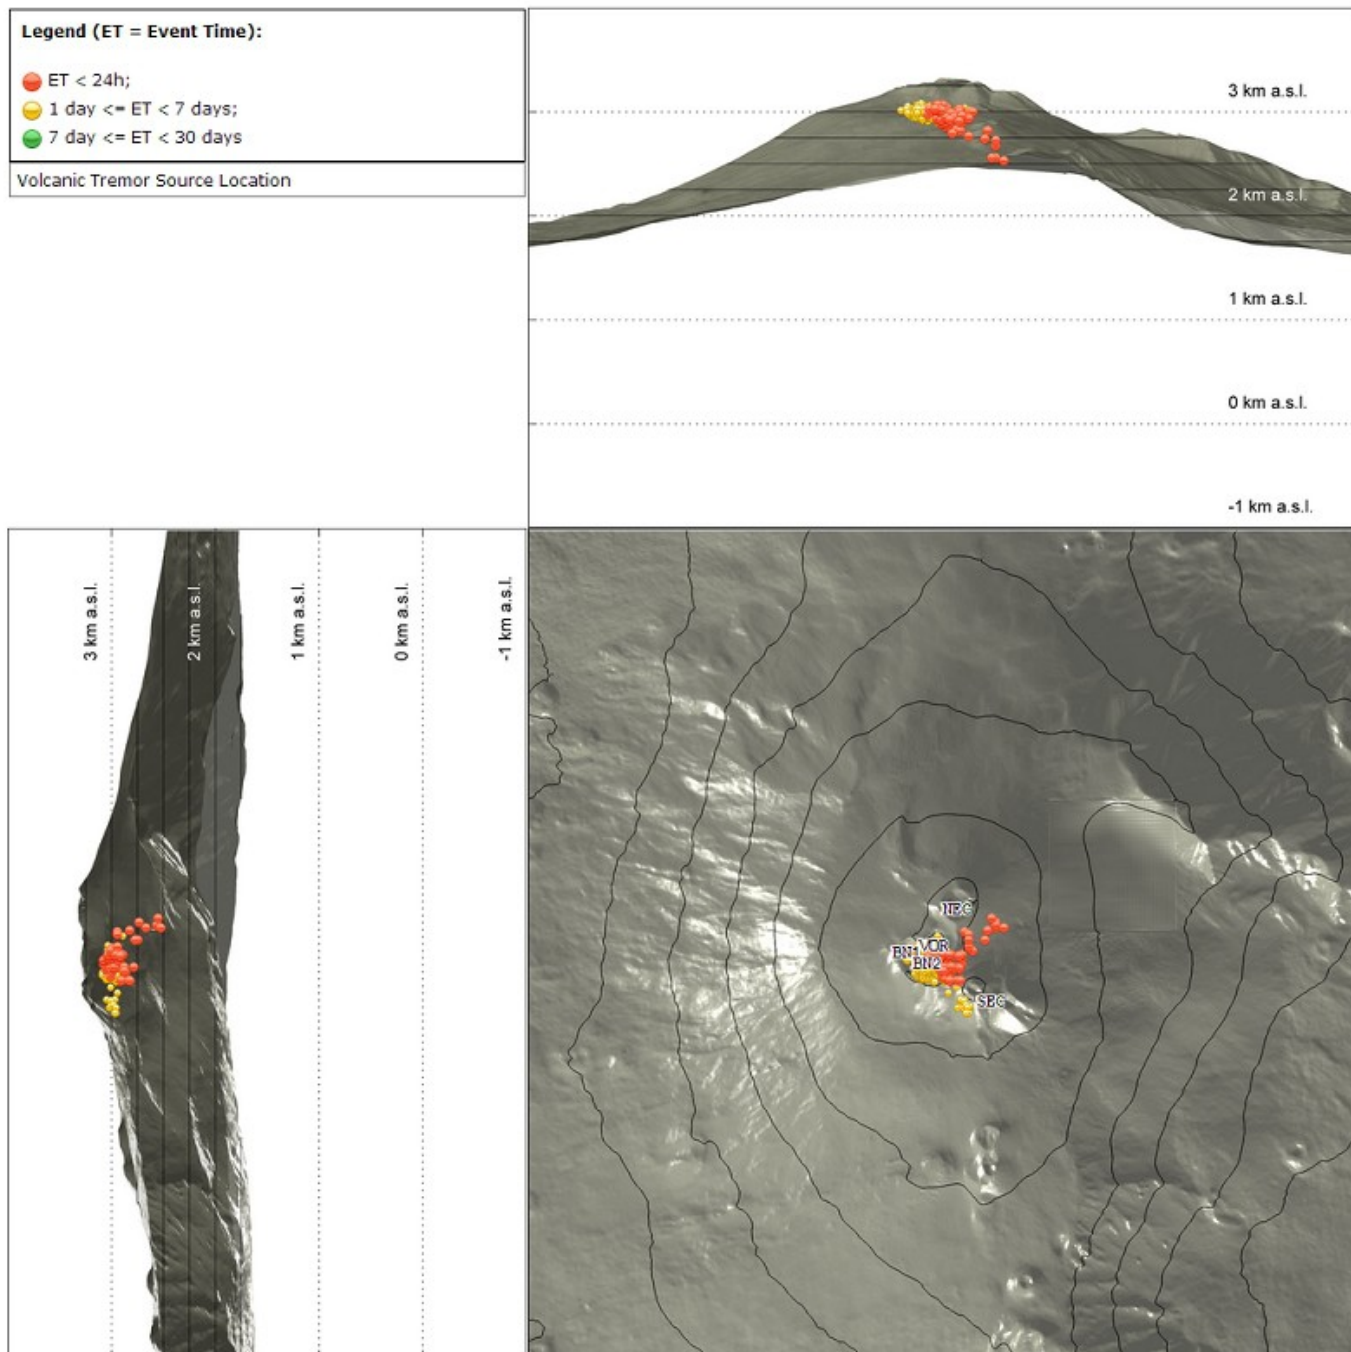 Legend (ET = Event Time):
ET < 24h;
1 day <= ET < 7 days;
7 day <= ET < 30 days
Volcanic Tremor Source Location
3 km a.s.l.
2 km a.s.l.
1 km a.s.l.
0 km a.s.l.
-1 km a.s.l.
3 km a.s.l.
2 km a.s.l.
1 km a.s.l.
0 km a.s.l.
-1 km a.s.l.
NEC
VOR
BN1
BN2
SEC